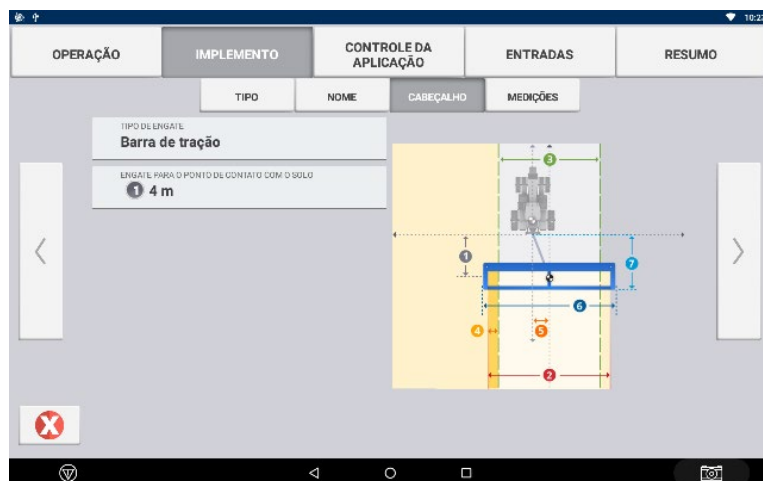 10:23
OPERAÇÃO
IMPLEMENTO
CONTROLE DA
APLICAÇÃO
ENTRADAS
RESUMO
TIPO
NOME
CABEÇALHO
MEDIÇÕES
TIPO DE ENGATE
Barra de tração
ENGATE PARA O PONTO DE CONTATO COM O SOLO
1 4 m
3
1
7
6
4
5
2
X